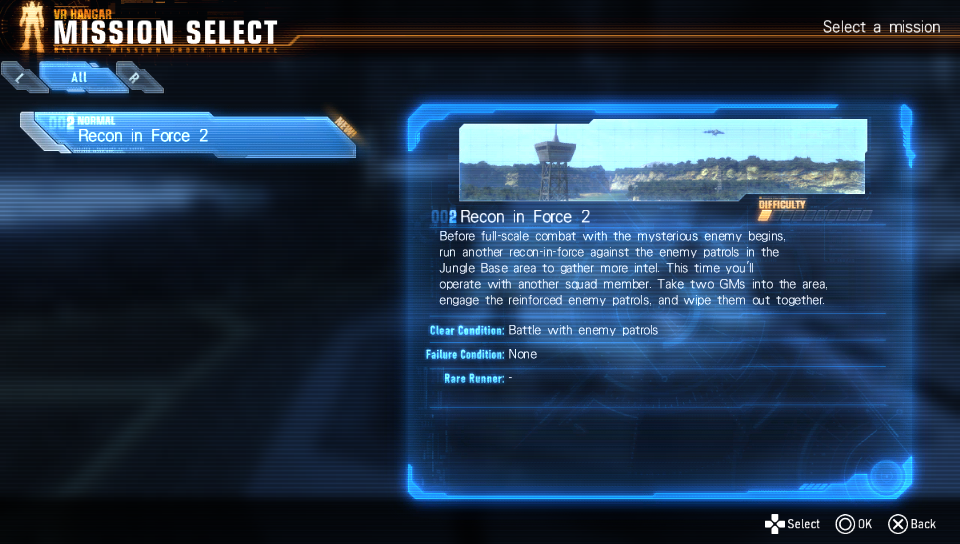 VR HANGAR
MISSION SELECT
RECIEVE MISSION ORDER INTERFACE
Select a mission
L
All
R
002 NORMAL
Recon in Force 2
NEW!
DIFFICULTY
002 Recon in Force 2
Before full-scale combat with the mysterious enemy begins,
run another recon-in-force against the enemy patrols in the
Jungle Base area to gather more intel. This time you'll
operate with another squad member. Take two GMs into the area,
engage the reinforced enemy patrols, and wipe them out together.
Clear Condition: Battle with enemy patrols
Failure Condition: None
Rare Runner: -
Select
OK
Back